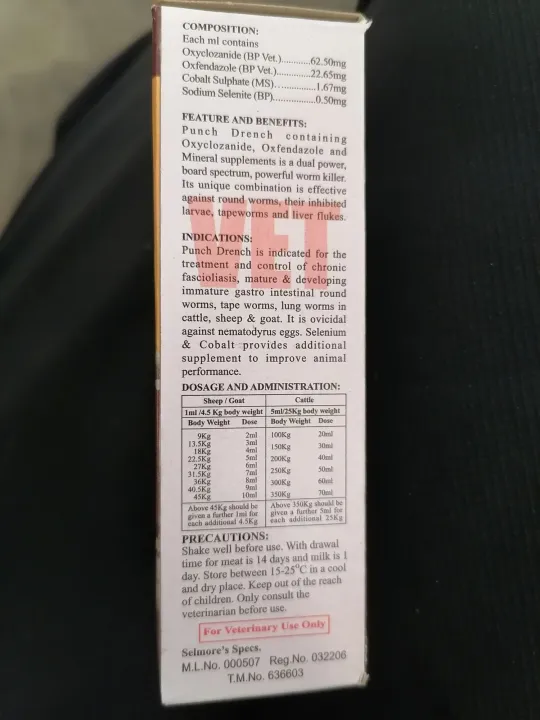 COMPOSITION:
Each ml contains
Oxyclozanide (BP Vet.)............62.50mg
Oxfendazole (BP Vet.)..........22.65mg
Cobalt Sulphate (MS)..............1.67mg
Sodium Selenite (BP)..................0.50mg
FEATURE AND BENEFITS:
Punch Drench containing
Oxyclozanide, Oxfendazole and
Mineral supplements is a dual power,
board spectrum, powerful worm killer.
Its unique combination is effective
against round worms, their inhibited
larvae, tapeworms and liver flukes.
VET
INDICATIONS:
Punch Drench is indicated for the
treatment and control of chronic
fascioliasis, mature & developing
immature gastro intestinal round
worms, tape worms, lung worms in
cattle, sheep & goat. It is ovicidal
against nematodyrus eggs. Selenium
& Cobalt provides additional
supplement to improve animal
performance.
DOSAGE AND ADMINISTRATION:
Sheep / Goat Cattle
1ml /4.5 Kg body weight 5ml/25Kg body weight
Body Weight Dose Body Weight Dose
9Kg 2ml 100Kg 20ml
13.5Kg 3ml 150Kg 30ml
18Kg 4ml
22.5Kg 5ml 200Kg 40ml
27Kg 6ml
31.5Kg 7ml 250Kg 50ml
36Kg 8ml 300Kg 60ml
40.5Kg 9ml
45Kg 10ml 350Kg 70ml
Above 45Kg should be Above 350Kg should be
given a further 1ml for given a further 5ml for
each additional 4.5Kg each additional 25Kg
PRECAUTIONS:
Shake well before use. With drawal
time for meat is 14 days and milk is 1
day. Store between 15-25°C in a cool
and dry place. Keep out of the reach
of children. Only consult the
veterinarian before use.
For Veterinary Use Only
Selmore's Specs.
M.L.No. 000507 Reg.No. 032206
T.M.No. 636603